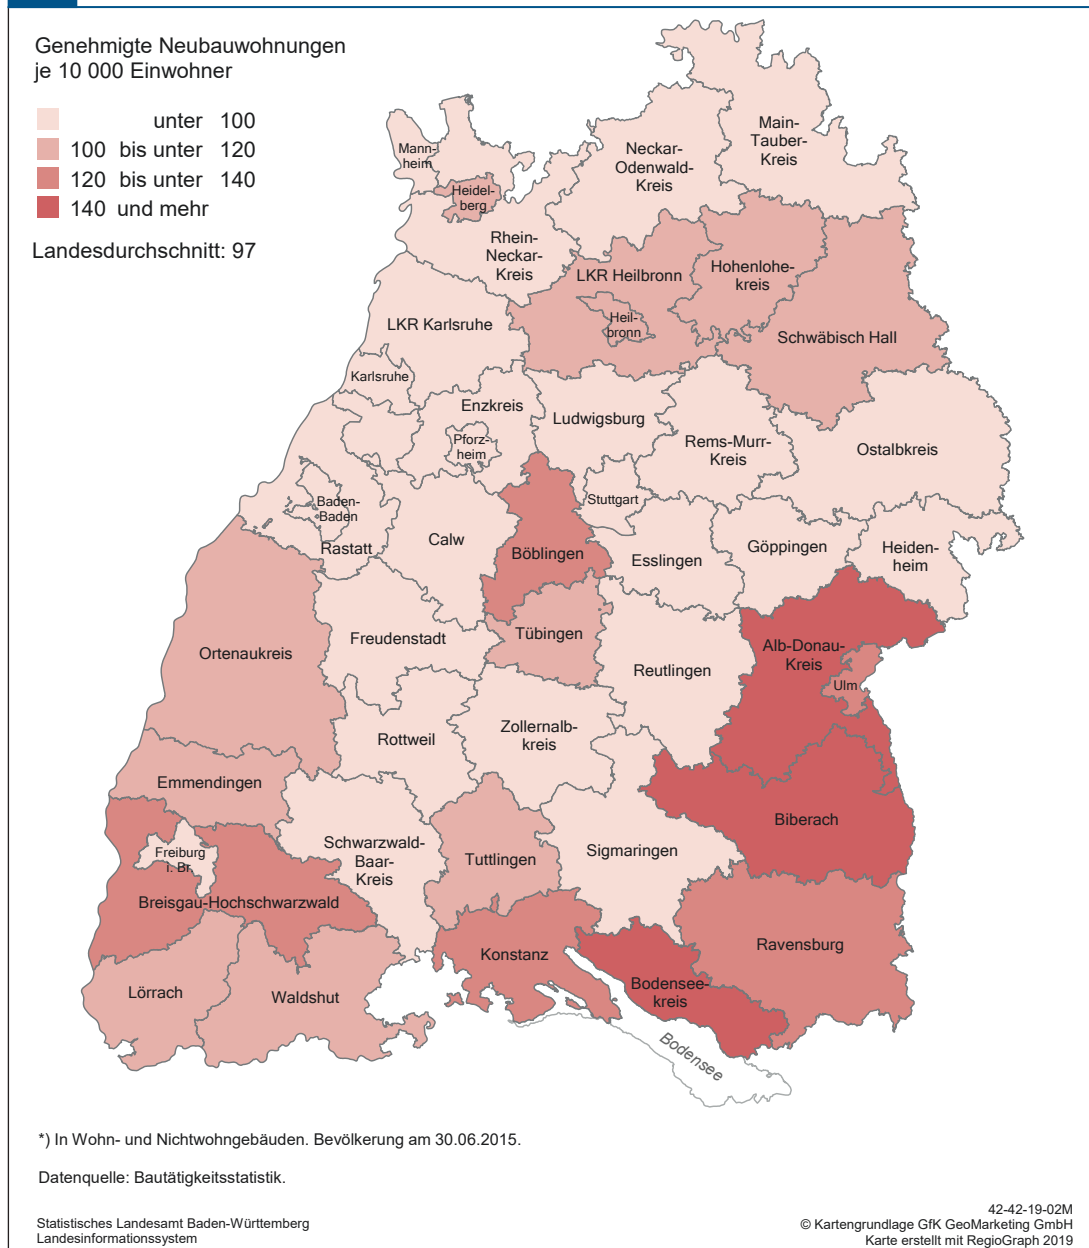 Genehmigte Neubauwohnungen
je 10 000 Einwohner
unter 100
100 bis unter 120
120 bis unter 140
140 und mehr
Landesdurchschnitt: 97
Main-
Tauber-
Kreis
Neckar-
Odenwald-
Kreis
Mann-
heim
Heidel-
berg
Rhein-
Neckar-
Kreis
LKR Heilbronn
Hohenlohe-
kreis
Heil-
bronn
LKR Karlsruhe
Schwäbisch Hall
Karlsruhe
Enzkreis
Ludwigsburg
Pforz-
heim
Rems-Murr-
Kreis
Ostalbkreis
Stuttgart
Baden-
Baden
Rastatt
Calw
Böblingen
Esslingen
Göppingen
Heiden-
heim
Ortenaukreis
Freudenstadt
Tübingen
Reutlingen
Alb-Donau-
Kreis
Ulm
Rottweil
Zollernalb-
kreis
Emmendingen
Biberach
Schwarzwald-
Baar-
Kreis
Tuttlingen
Sigmaringen
Freiburg
i. Br.
Breisgau-Hochschwarzwald
Konstanz
Ravensburg
Lörrach
Waldshut
Bodensee-
kreis
Bodensee
*) In Wohn- und Nichtwohngebäuden. Bevölkerung am 30.06.2015.
Datenquelle: Bautätigkeitsstatistik.
Statistisches Landesamt Baden-Württemberg
Landesinformationssystem
42-42-19-02M
© Kartengrundlage GfK GeoMarketing GmbH
Karte erstellt mit RegioGraph 2019